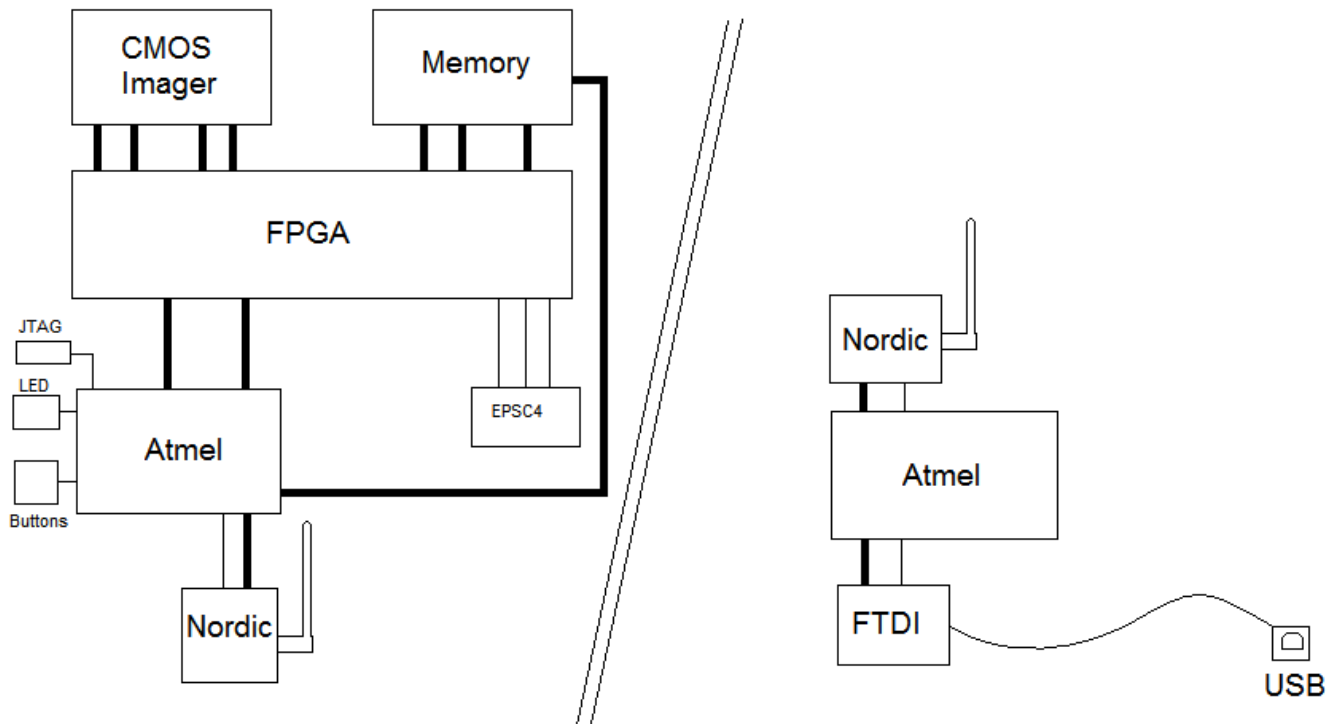 CMOS
Imager
Memory
FPGA
JTAG
LED
Atmel
Buttons
EPSC4
Nordic
Nordic
Atmel
FTDI
USB